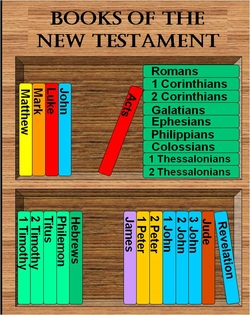 BOOKS OF THE
NEW TESTAMENT
Matthew
Mark
Luke
John
Acts
Romans
1 Corinthians
2 Corinthians
Galatians
Ephesians
Philippians
Colossians
1 Thessalonians
2 Thessalonians
1 Timothy
2 Timothy
Titus
Philemon
Hebrews
James
1 Peter
2 Peter
1 John
2 John
3 John
Jude
Revelation